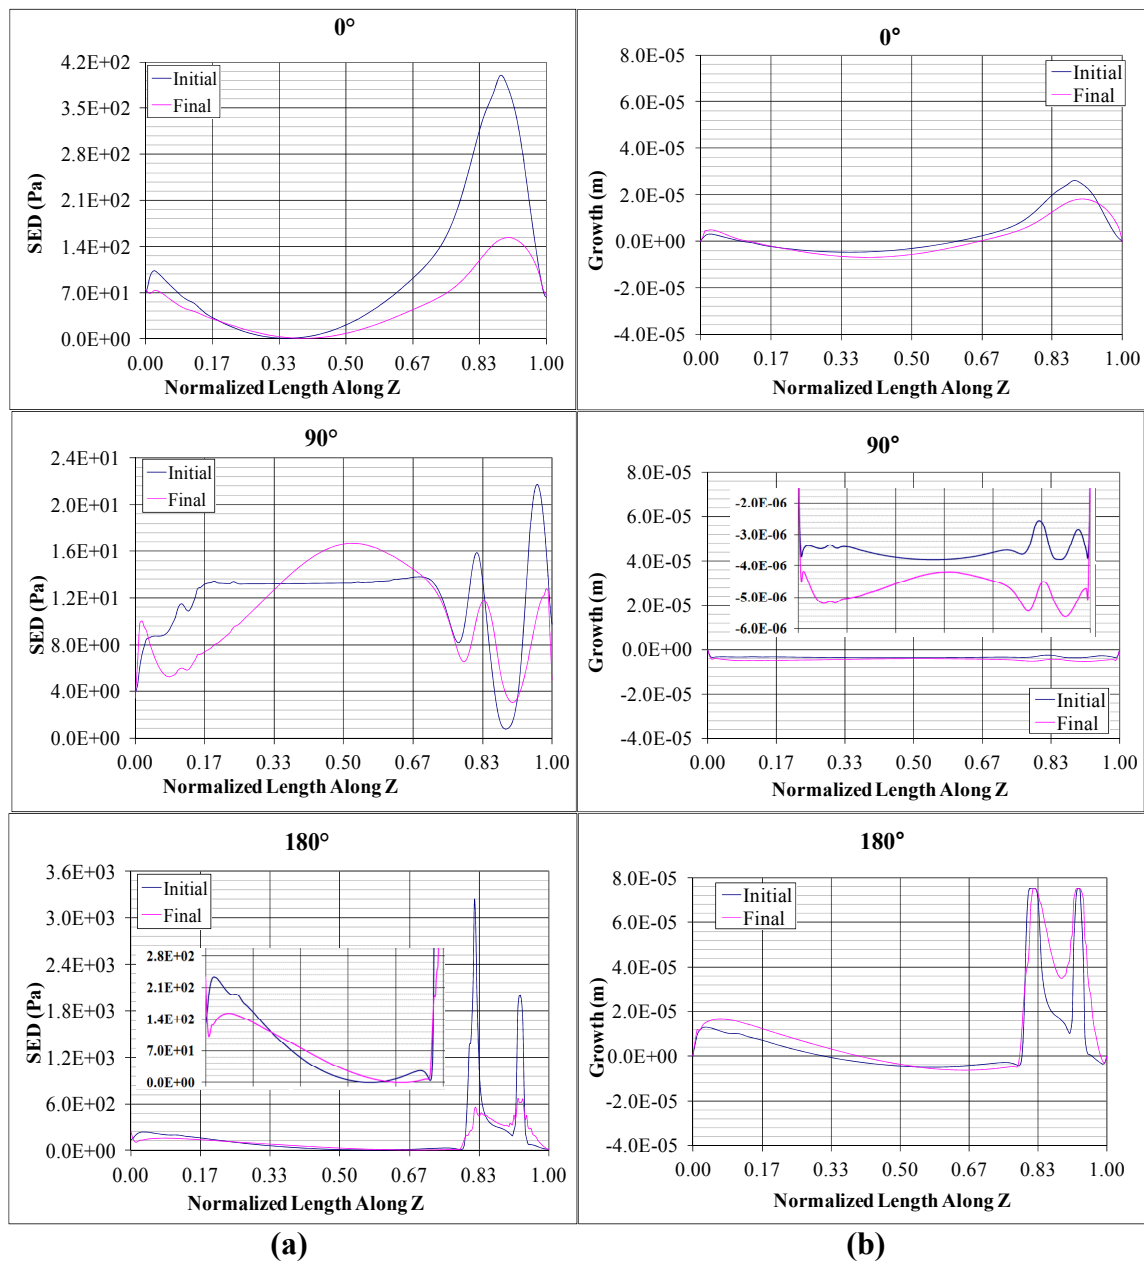 0°
4.2E+02
3.5E+02
2.8E+02
2.1E+02
1.4E+02
7.0E+01
0.0E+00
SED (Pa)
Initial
Final
0.00 0.17 0.33 0.50 0.67 0.83 1.00
Normalized Length Along Z
0°
8.0E-05
6.0E-05
4.0E-05
2.0E-05
0.0E+00
-2.0E-05
-4.0E-05
Growth (m)
Initial
Final
0.00 0.17 0.33 0.50 0.67 0.83 1.00
Normalized Length Along Z
90°
2.4E+01
2.0E+01
1.6E+01
1.2E+01
8.0E+00
4.0E+00
0.0E+00
SED (Pa)
Initial
Final
0.00 0.17 0.33 0.50 0.67 0.83 1.00
Normalized Length Along Z
90°
8.0E-05
6.0E-05
4.0E-05
2.0E-05
0.0E+00
-2.0E-05
-4.0E-05
Growth (m)
-2.0E-06
-3.0E-06
-4.0E-06
-5.0E-06
-6.0E-06
Initial
Final
0.00 0.17 0.33 0.50 0.67 0.83 1.00
Normalized Length Along Z
180°
3.6E+03
3.0E+03
2.4E+03
1.8E+03
1.2E+03
6.0E+02
0.0E+00
SED (Pa)
Initial
Final
2.8E+02
2.1E+02
1.4E+02
7.0E+01
0.0E+00
0.00 0.17 0.33 0.50 0.67 0.83 1.00
Normalized Length Along Z
180°
8.0E-05
6.0E-05
4.0E-05
2.0E-05
0.0E+00
-2.0E-05
-4.0E-05
Growth (m)
Initial
Final
0.00 0.17 0.33 0.50 0.67 0.83 1.00
Normalized Length Along Z
(a)
(b)